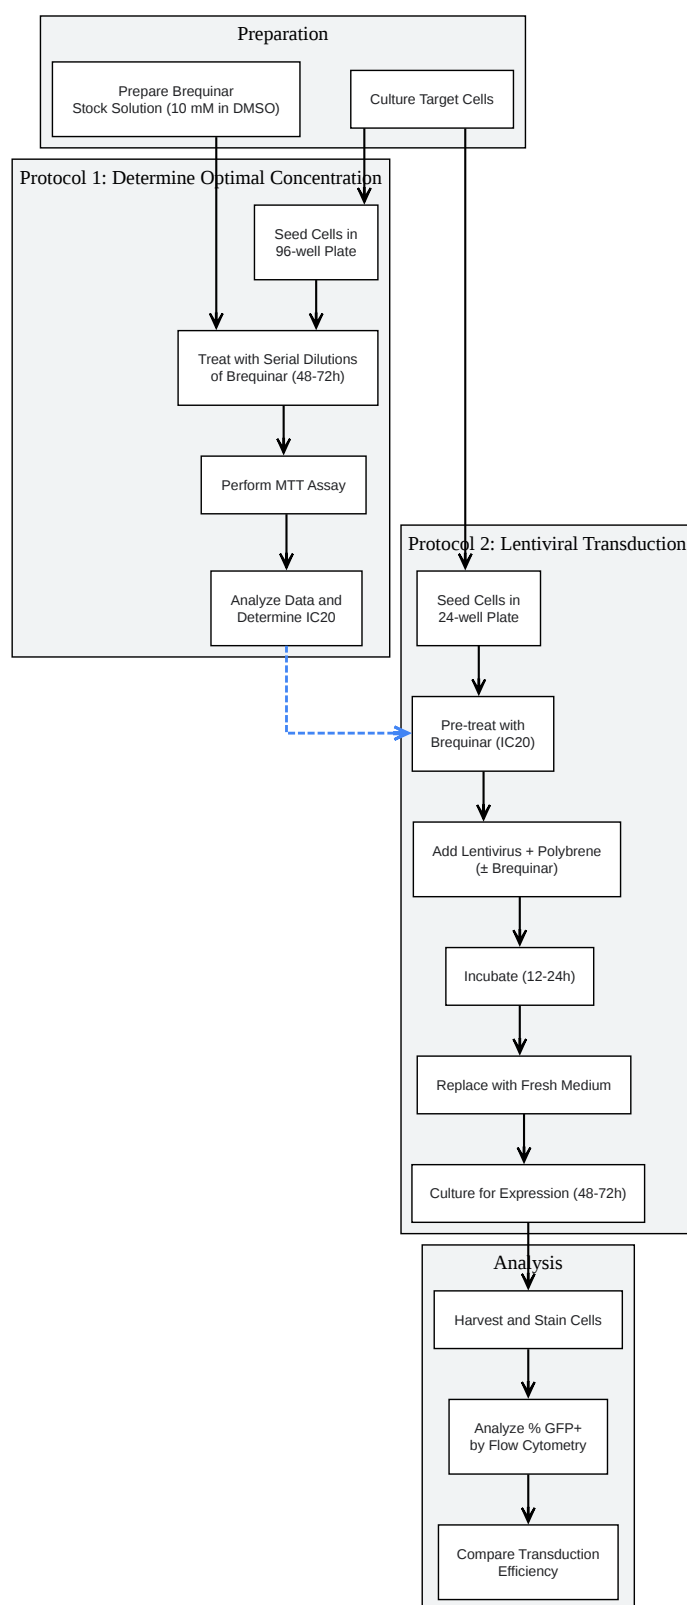 Preparation
Prepare Brequinar
Stock Solution (10 mM in DMSO)
Culture Target Cells
Protocol 1: Determine Optimal Concentration
Seed Cells in
96-well Plate
Treat with Serial Dilutions
of Brequinar (48-72h)
Perform MTT Assay
Analyze Data and
Determine IC20
Protocol 2: Lentiviral Transduction
Seed Cells in
24-well Plate
Pre-treat with
Brequinar (IC20)
Add Lentivirus + Polybrene
(± Brequinar)
Incubate (12-24h)
Replace with Fresh Medium
Culture for Expression (48-72h)
Analysis
Harvest and Stain Cells
Analyze % GFP+
by Flow Cytometry
Compare Transduction
Efficiency